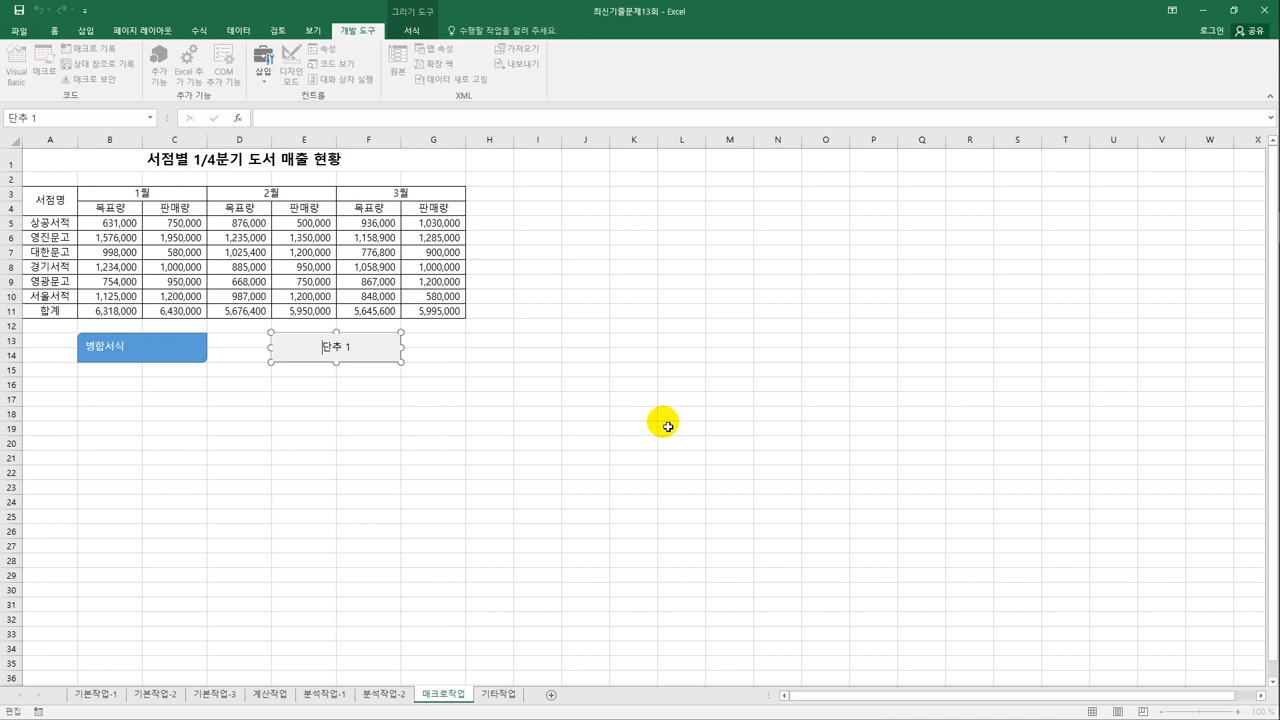 그리기 도구
최신기출문제13회 - Excel
파일 홈 삽입 페이지 레이아웃 수식 데이터 검토 보기 개발 도구 서식 수행할 작업을 알려 주세요. 로그인 공유
Visual Basic 매크로 매크로 기록 상대 참조로 기록 매크로 보안
코드
추가 기능 Excel 추가 기능 COM 추가 기능
추가 기능
삽입 디자인 모드 속성 코드 보기 대화 상자 실행
컨트롤
원본 맵 속성 확장 팩 데이터 새로 고침 가져오기 내보내기
XML
단추 1 fx
A B C D E F G H I J K L M N O P Q R S T U V W X
1 서점별 1/4분기 도서 매출 현황
2
3 서점명 1월 2월 3월
4 목표량 판매량 목표량 판매량 목표량 판매량
5 상공서적 631,000 750,000 876,000 500,000 936,000 1,030,000
6 영진문고 1,576,000 1,950,000 1,235,000 1,350,000 1,158,900 1,285,000
7 대한문고 998,000 580,000 1,025,400 1,200,000 776,800 900,000
8 경기서적 1,234,000 1,000,000 885,000 950,000 1,058,900 1,000,000
9 영광문고 754,000 950,000 668,000 750,000 867,000 1,200,000
10 서울서적 1,125,000 1,200,000 987,000 1,200,000 848,000 580,000
11 합계 6,318,000 6,430,000 5,676,400 5,950,000 5,645,600 5,995,000
12
13
병합서식 단추 1
14
15
16
17
18
19
20
21
22
23
24
25
26
27
28
29
30
31
32
33
34
35
36
기본작업-1 기본작업-2 기본작업-3 계산작업 분석작업-1 분석작업-2 매크로작업 기타작업
편집 100 %